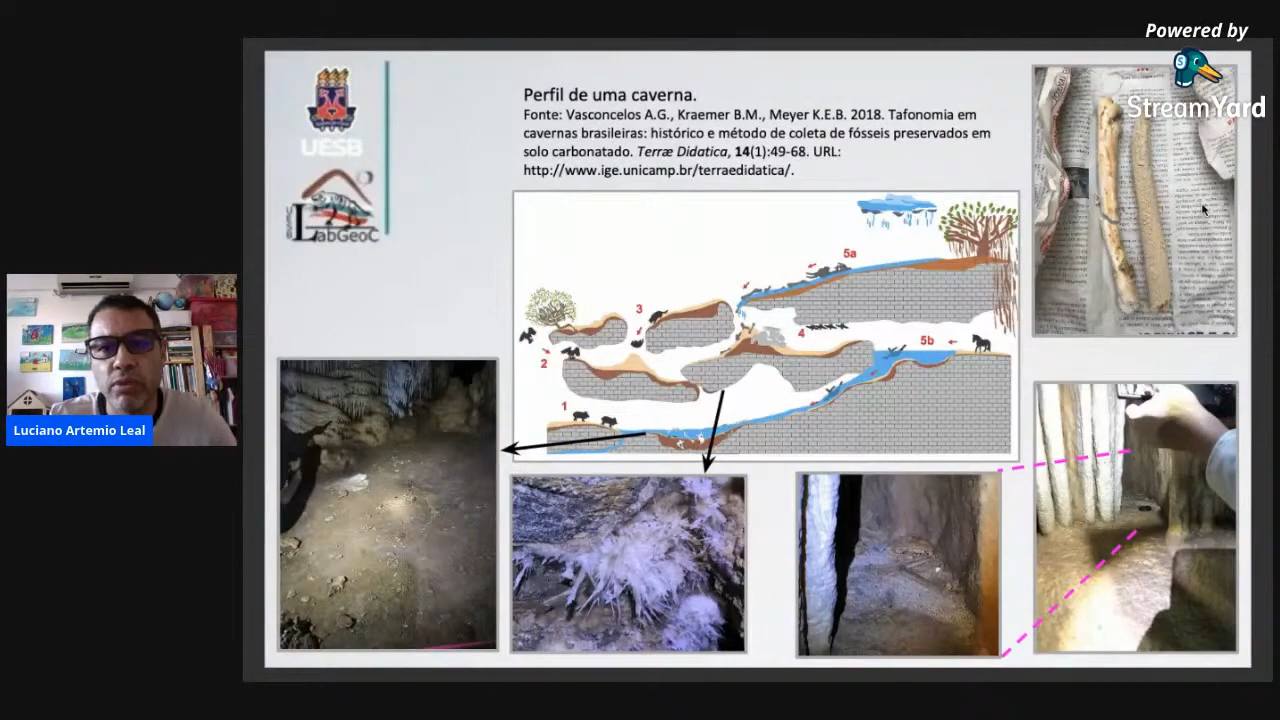 Powered by
StreamYard
UESB
LabGeoC
Perfil de uma caverna.
Fonte: Vasconcelos A.G., Kraemer B.M., Meyer K.E.B. 2018. Tafonomia em
cavernas brasileiras: histórico e método de coleta de fósseis preservados em
solo carbonatado. Terræ Didatica, 14(1):49-68. URL:
http://www.ige.unicamp.br/terraedidatica/.
5a
3
4
5b
2
1
Luciano Artemio Leal